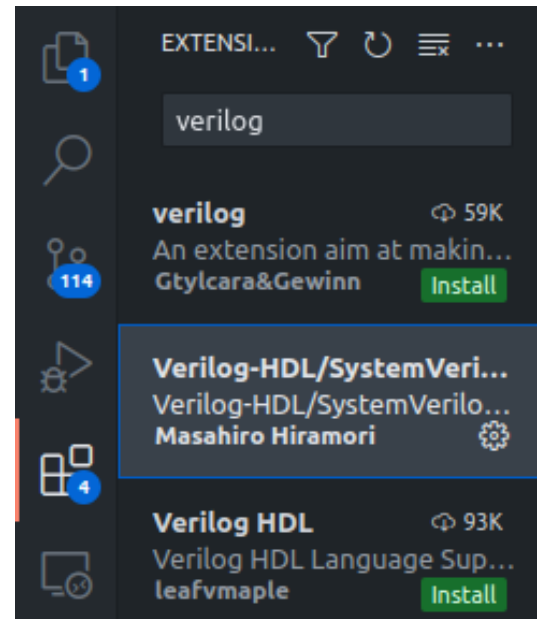 EXTENSI...
1
verilog
verilog 59K
An extension aim at makin...
Gtylcara&Gewinn Install
114
Verilog-HDL/SystemVeri...
Verilog-HDL/SystemVerilo...
Masahiro Hiramori
4
Verilog HDL 93K
Verilog HDL Language Sup...
leafvmaple Install